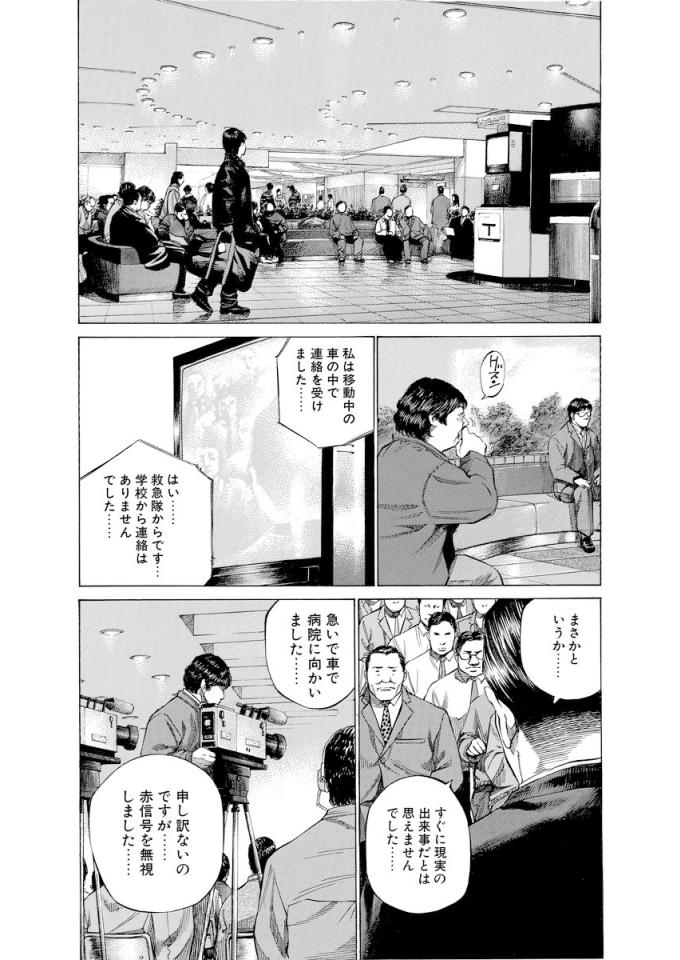 グスン
私は移動中の
車の中で
連絡を受け
ました……
はい……
救急隊からです…
学校から連絡は
ありません
でした……
まさかと
いうか……
すぐに現実の
出来事だとは
思えません
でした……
急いで車で
病院に向かい
ました……
申し訳ないの
ですが……
赤信号を無視
しました……